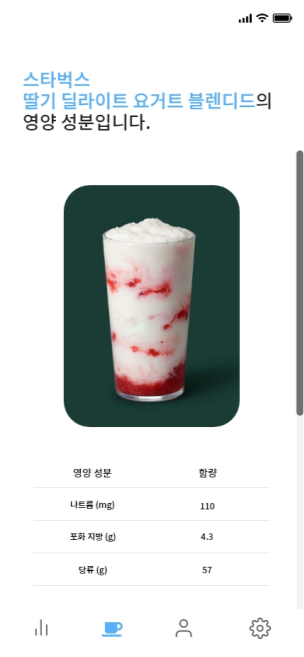 스타벅스
딸기 딜라이트 요거트 블렌디드의
영양 성분입니다.
영양 성분 함량
나트륨 (mg) 110
포화 지방 (g) 4.3
당류 (g) 57